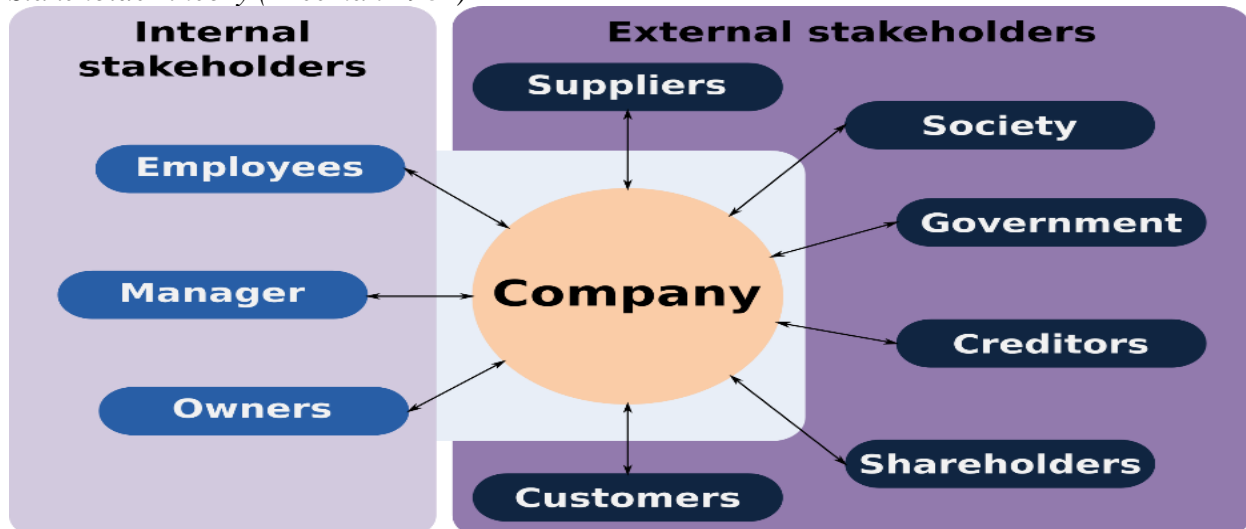 Internal
stakeholders
External stakeholders
Suppliers
Society
Employees
Government
Manager
Company
Creditors
Owners
Shareholders
Customers